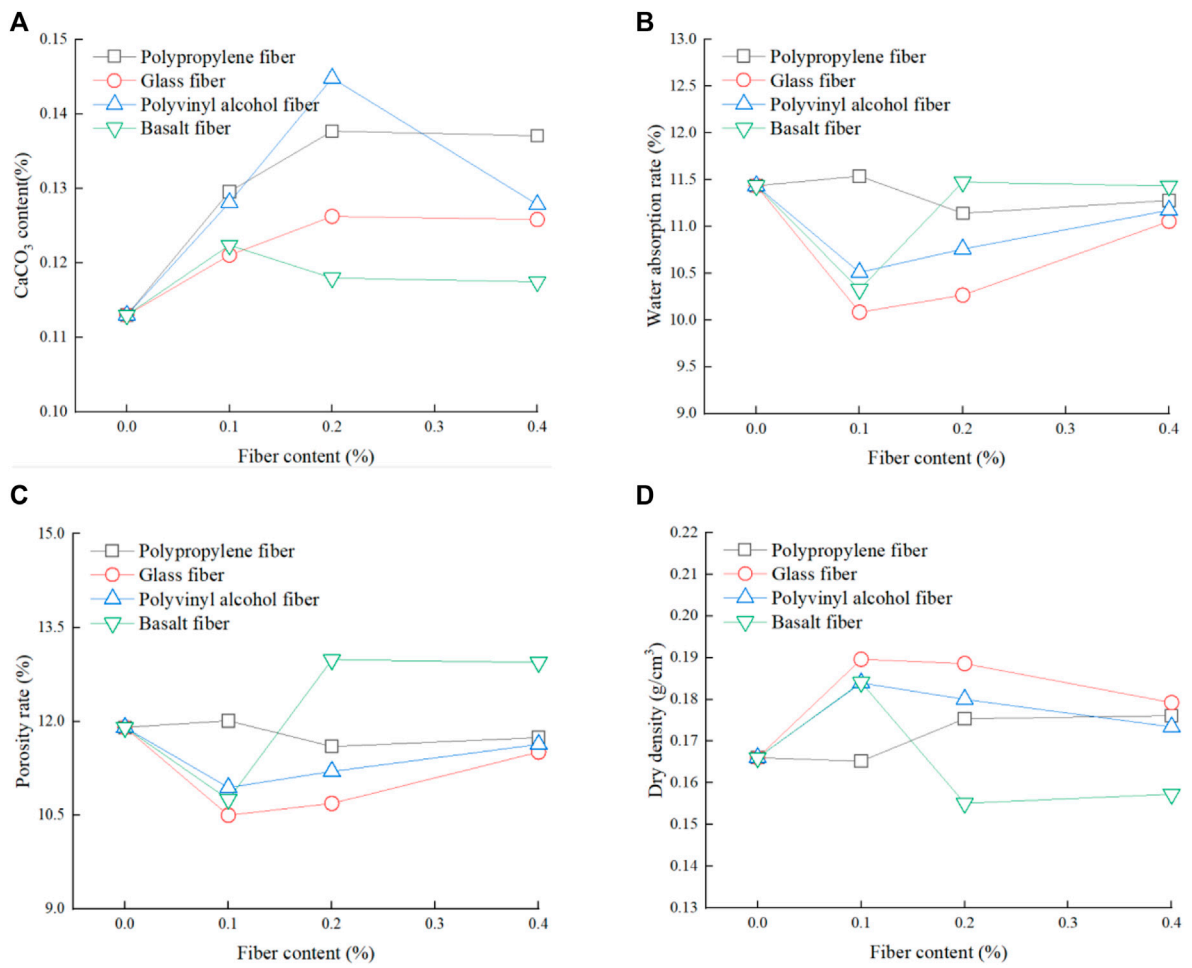 A
0.15
0.14
0.13
0.12
0.11
0.10
CaCO₃ content(%)
Polypropylene fiber
Glass fiber
Polyvinyl alcohol fiber
Basalt fiber
0.0 0.1 0.2 0.3 0.4
Fiber content (%)
B
13.0
12.5
12.0
11.5
11.0
10.5
10.0
9.5
9.0
Water absorption rate (%)
Polypropylene fiber
Glass fiber
Polyvinyl alcohol fiber
Basalt fiber
0.0 0.1 0.2 0.3 0.4
Fiber content (%)
C
15.0
13.5
12.0
10.5
9.0
Porosity rate (%)
Polypropylene fiber
Glass fiber
Polyvinyl alcohol fiber
Basalt fiber
0.0 0.1 0.2 0.3 0.4
Fiber content (%)
D
0.22
0.21
0.20
0.19
0.18
0.17
0.16
0.15
0.14
0.13
Dry density (g/cm³)
Polypropylene fiber
Glass fiber
Polyvinyl alcohol fiber
Basalt fiber
0.0 0.1 0.2 0.3 0.4
Fiber content (%)